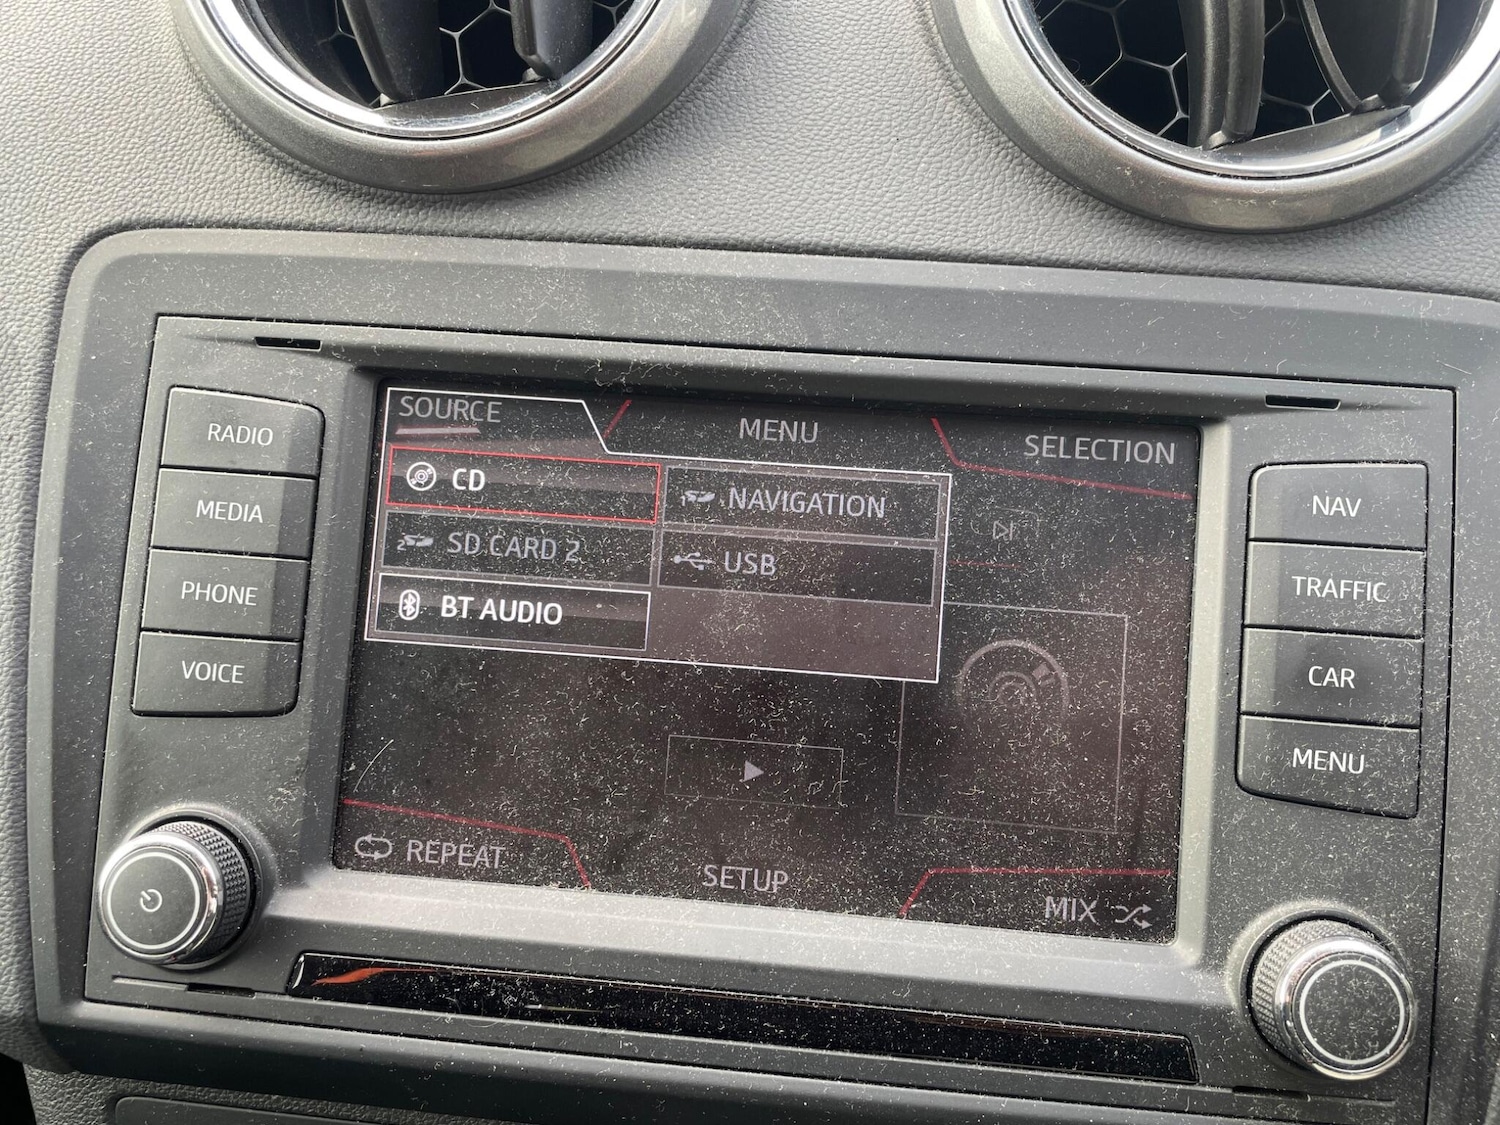 RADIO
MEDIA
PHONE
VOICE
SOURCE
MENU
SELECTION
CD
NAVIGATION
2 SD CARD 2
USB
BT AUDIO
REPEAT
SETUP
MIX
NAV
TRAFFIC
CAR
MENU